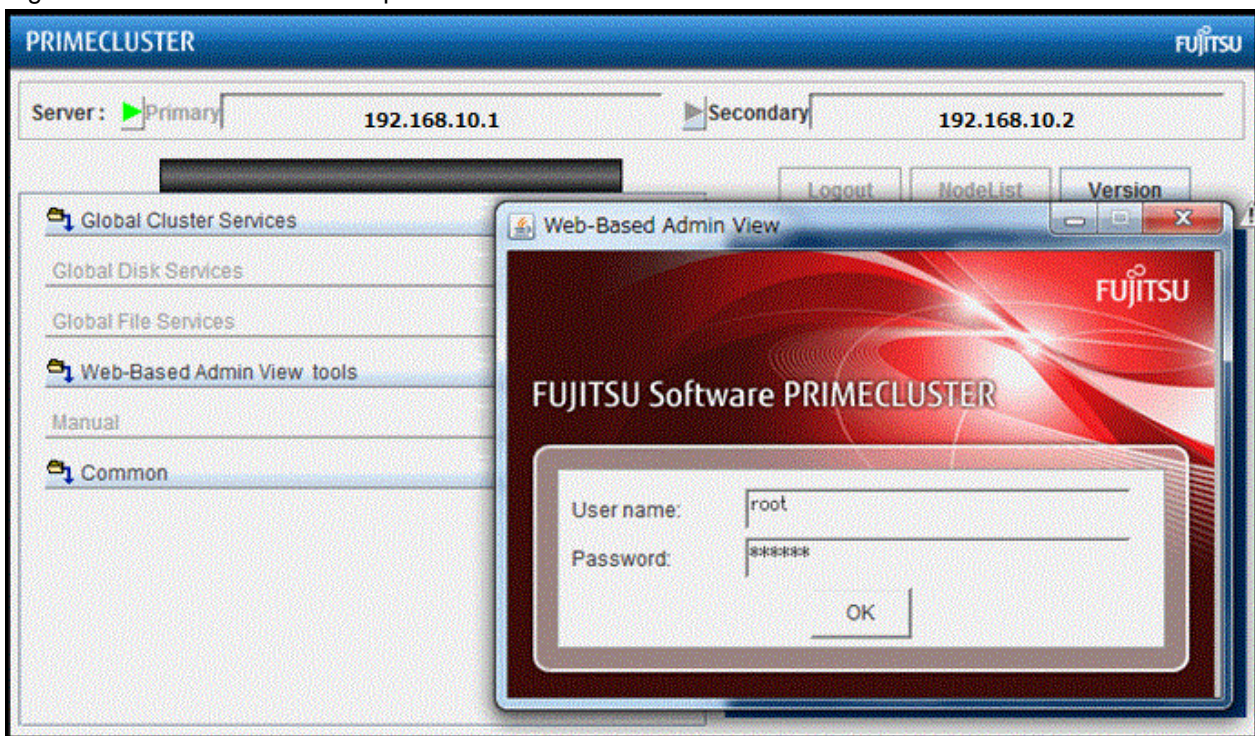 PRIMECLUSTER FUJITSU
Server: Primary 192.168.10.1 Secondary 192.168.10.2
Logout NodeList Version
Global Cluster Services
Global Disk Services
Global File Services
Web-Based Admin View tools
Manual
Common
Web-Based Admin View
FUJITSU
FUJITSU Software PRIMECLUSTER
User name: root
Password: ******
OK